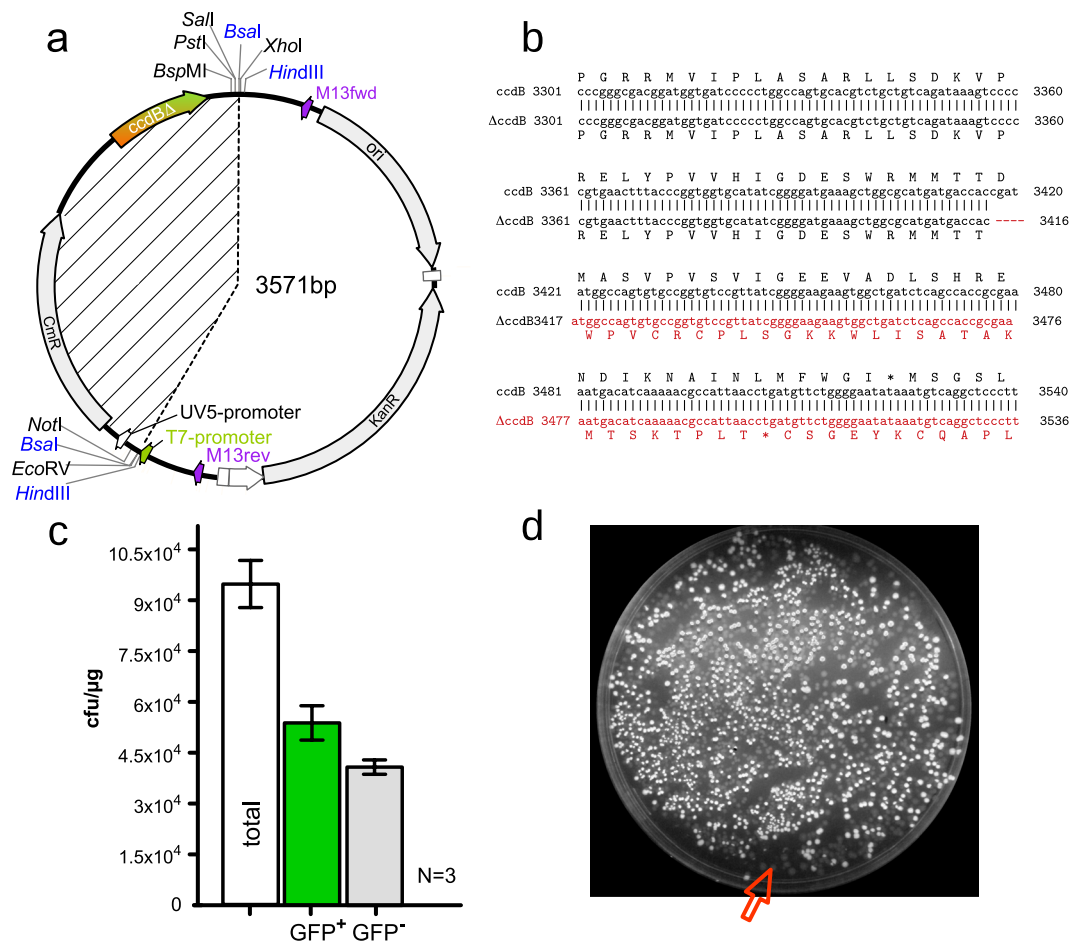 a
SalI
PstI
BsaI
XhoI
BspMI
HindIII
M13fwd
ccdBΔ
ori
3571bp
CmR
KanR
UV5-promoter
T7-promoter
M13rev
NotI
BsaI
EcoRV
HindIII
b
P G R R M V I P L A S A R L L S D K V P
ccdB 3301 cccgggcgacggatggtgatccccctggccagtgcacgtctgctgtcagataaagtcccc 3360
ΔccdB 3301 cccgggcgacggatggtgatccccctggccagtgcacgtctgctgtcagataaagtcccc 3360
P G R R M V I P L A S A R L L S D K V P
R E L Y P V V H I G D E S W R M M T T D
ccdB 3361 cgtgaactttacccggtggtgcatatcggggatgaaagctggcgcatgatgaccaccgat 3420
ΔccdB 3361 cgtgaactttacccggtggtgcatatcggggatgaaagctggcgcatgatgaccac ---- 3416
R E L Y P V V H I G D E S W R M M T T
M A S V P V S V I G E E V A D L S H R E
ccdB 3421 atggccagtgtgccggtgtccgttatcggggaagaagtggctgatctcagccaccgcgaa 3480
ΔccdB3417 atggccagtgtgccggtgtccgttatcggggaagaagtggctgatctcagccaccgcgaa 3476
W P V C R C P L S G K K W L I S A T A K
N D I K N A I N L M F W G I * M S G S L
ccdB 3481 aatgacatcaaaaacgccattaacctgatgttctggggaatataaatgtcaggctccctt 3540
ΔccdB 3477 aatgacatcaaaaacgccattaacctgatgttctggggaatataaatgtcaggctccctt 3536
M T S K T P L T * C S G E Y K C Q A P L
c
cfu/µg
10.5x10⁴
9x10⁴
7.5x10⁴
6x10⁴
4.5x10⁴
3x10⁴
1.5x10⁴
0
total
N=3
GFP⁺ GFP⁻
d